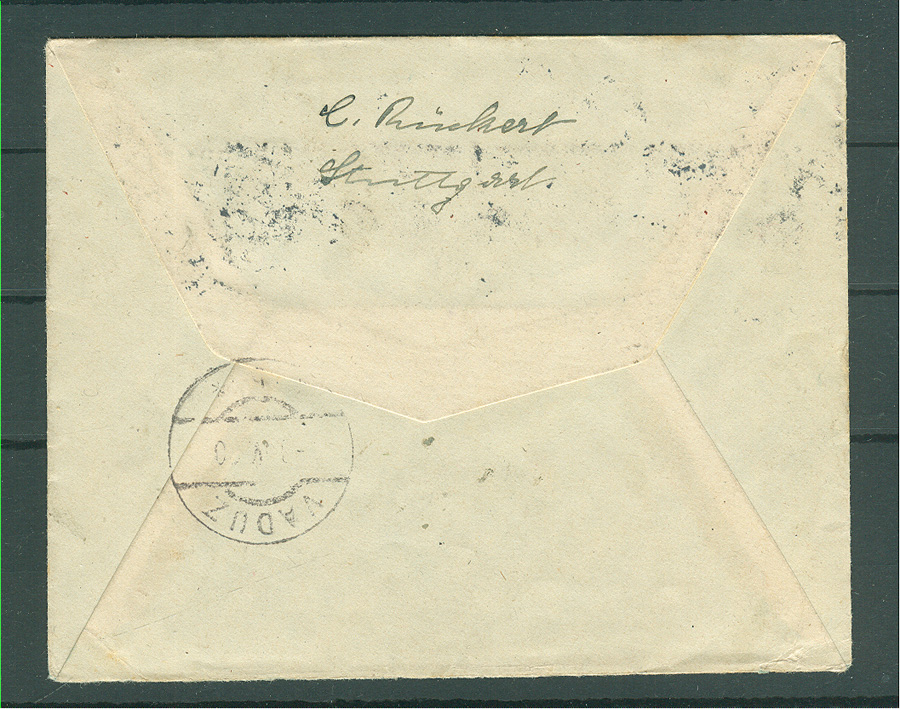 C. Rückert
Stuttgart.
VADUZ